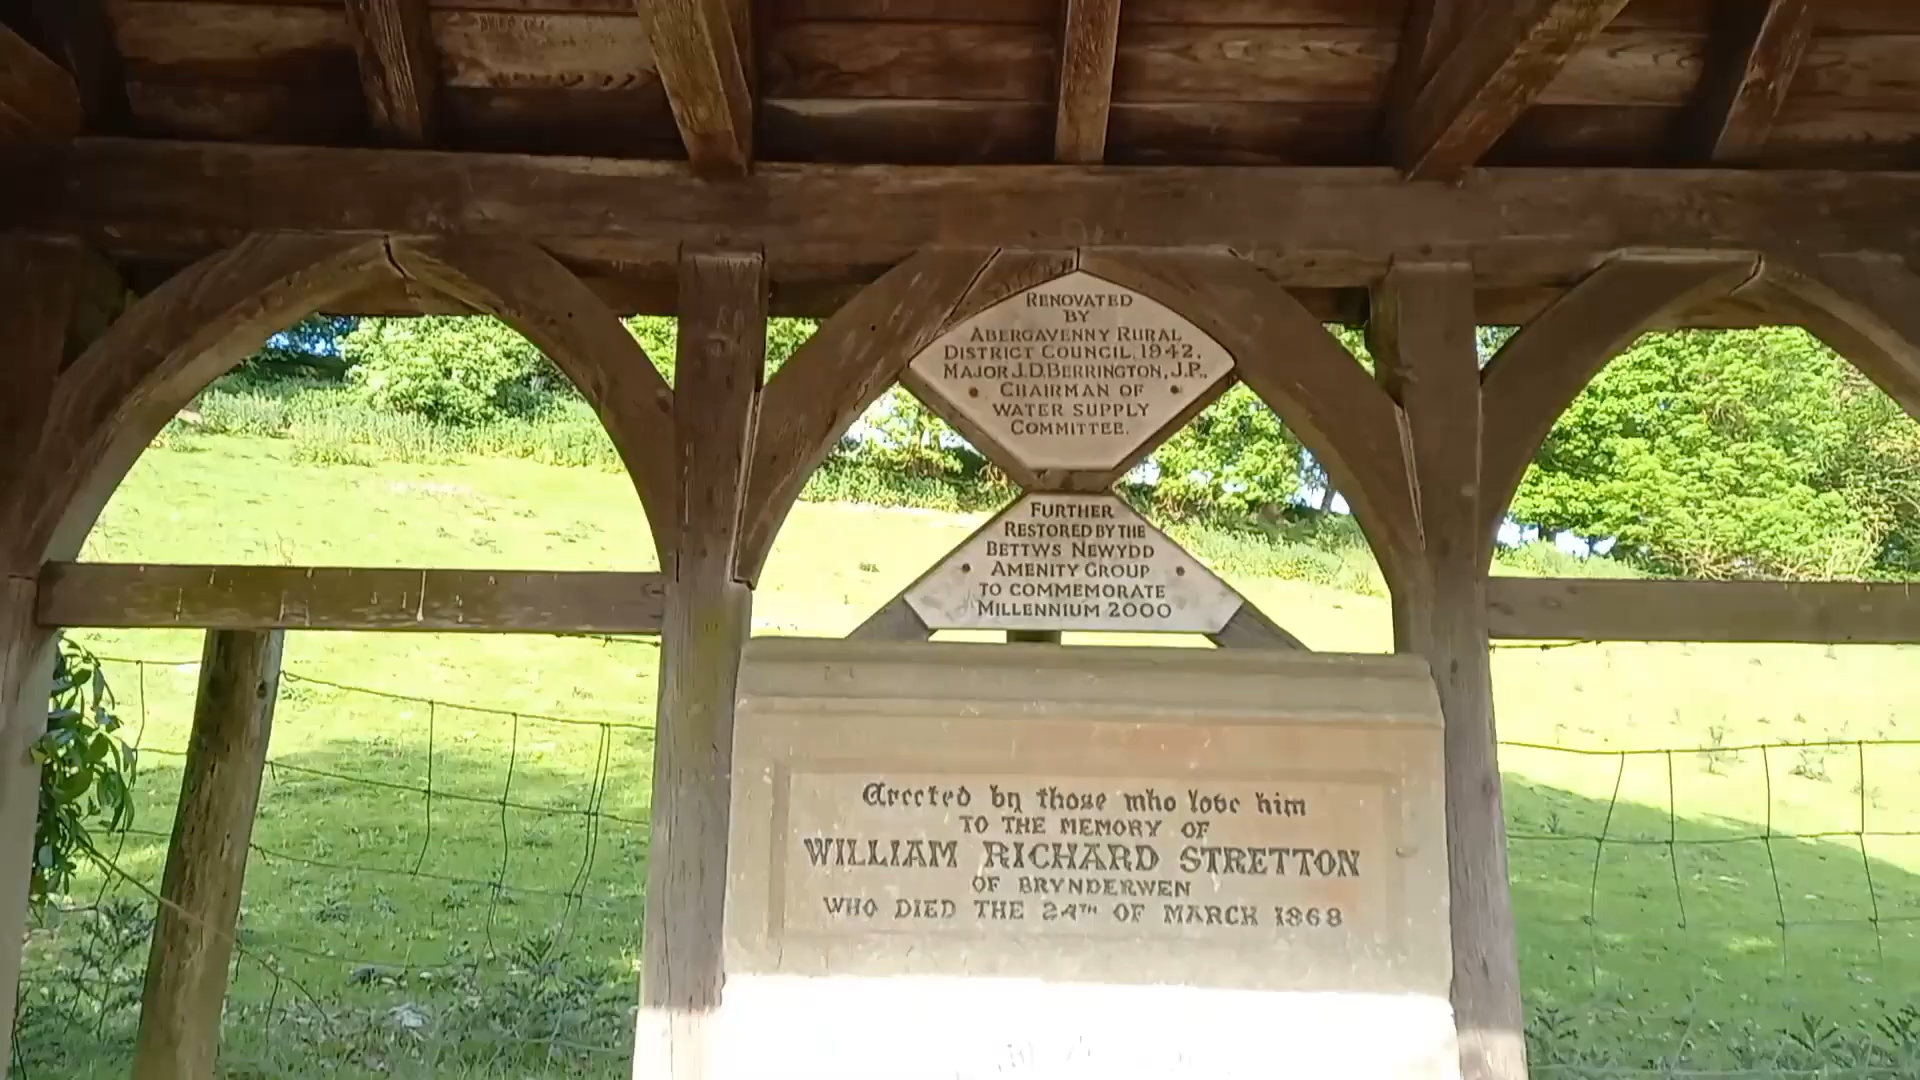 RENOVATED
BY
ABERGAVENNY RURAL
DISTRICT COUNCIL, 1942,
MAJOR J.D. BERRINGTON, J.P.,
CHAIRMAN OF
WATER SUPPLY
COMMITTEE.
FURTHER
RESTORED BY THE
BETTWS NEWYDD
AMENITY GROUP
TO COMMEMORATE
MILLENNIUM 2000
Erected by those who love him
TO THE MEMORY OF
WILLIAM RICHARD STRETTON
OF BRYNDERWEN
WHO DIED THE 24TH OF MARCH 1868